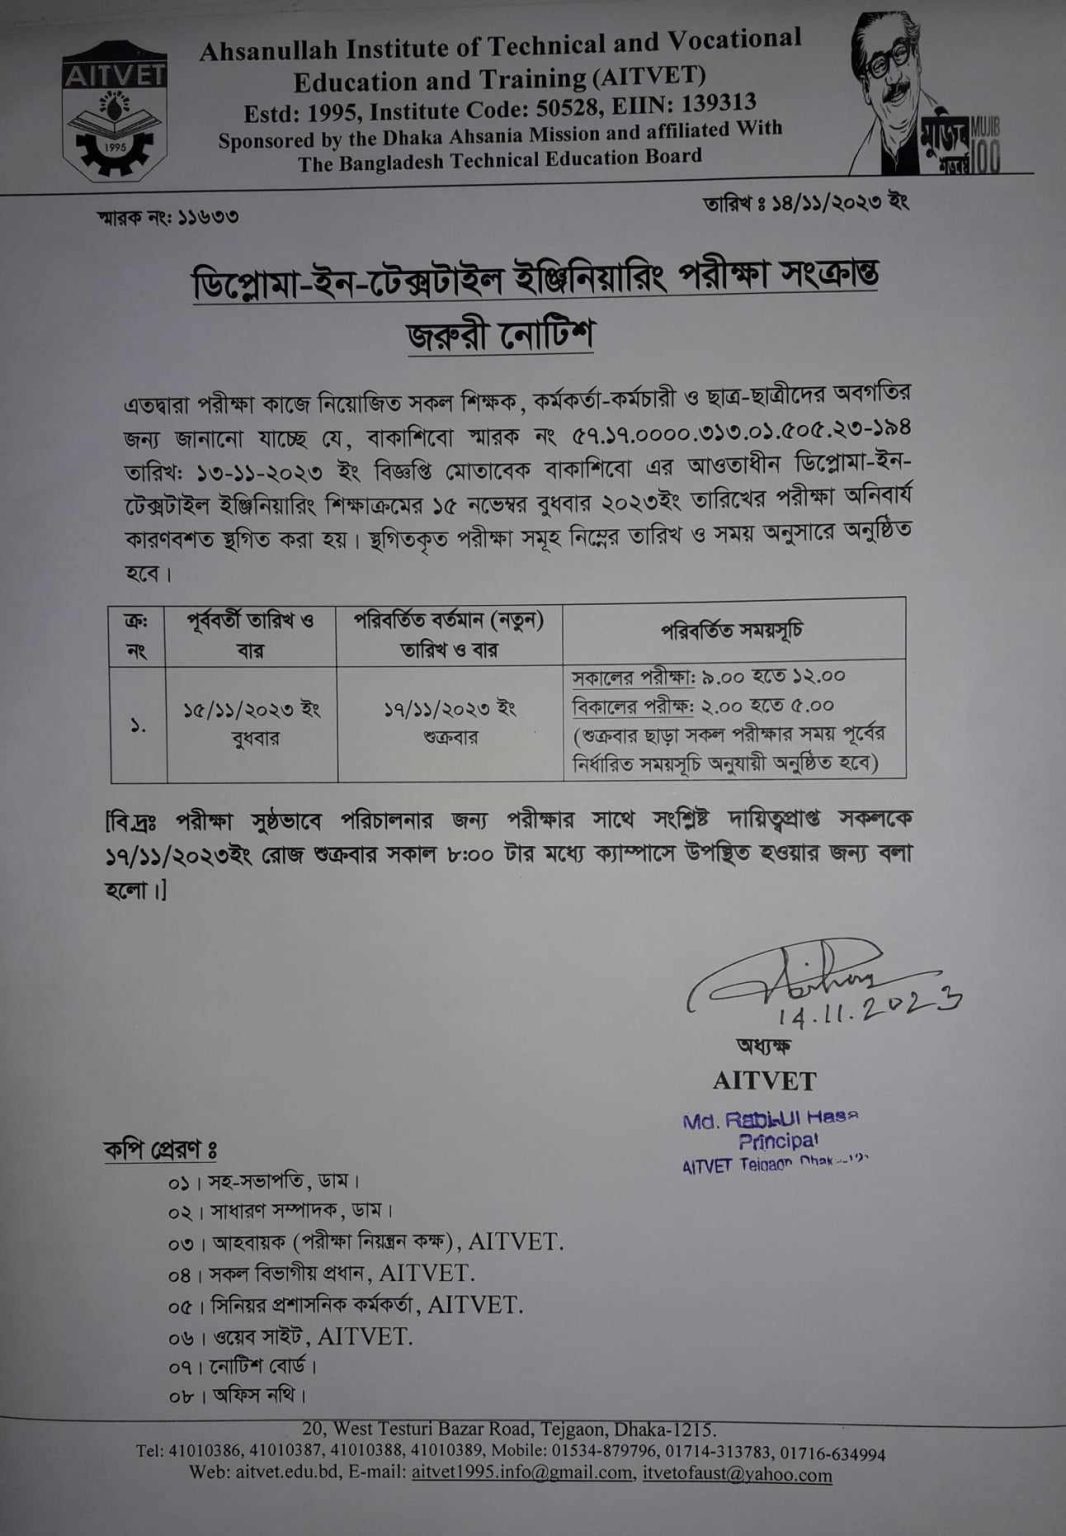 AITVET
1995
Ahsanullah Institute of Technical and Vocational
Education and Training (AITVET)
Estd: 1995, Institute Code: 50528, EIIN: 139313
Sponsored by the Dhaka Ahsania Mission and affiliated With
The Bangladesh Technical Education Board
মুজিব MUJIB
শতবর্ষ 100
স্মারক নং: ১১৬৩৩
তারিখ ঃ ১৪/১১/২০২৩ ইং
ডিপ্লোমা-ইন-টেক্সটাইল ইঞ্জিনিয়ারিং পরীক্ষা সংক্রান্ত
জরুরী নোটিশ
এতদ্বারা পরীক্ষা কাজে নিয়োজিত সকল শিক্ষক, কর্মকর্তা-কর্মচারী ও ছাত্র-ছাত্রীদের অবগতির
জন্য জানানো যাচ্ছে যে, বাকাশিবো স্মারক নং ৫৭.১৭.০০০০.৩১৩.০১.৫০৫.২৩-১৯৪
তারিখ: ১৩-১১-২০২৩ ইং বিজ্ঞপ্তি মোতাবেক বাকাশিবো এর আওতাধীন ডিপ্লোমা-ইন-
টেক্সটাইল ইঞ্জিনিয়ারিং শিক্ষাক্রমের ১৫ নভেম্বর বুধবার ২০২৩ইং তারিখের পরীক্ষা অনিবার্য
কারণবশত স্থগিত করা হয়। স্থগিতকৃত পরীক্ষা সমূহ নিম্নের তারিখ ও সময় অনুসারে অনুষ্ঠিত
হবে।
ক্র: নং
পূর্ববর্তী তারিখ ও
বার
পরিবর্তিত বর্তমান (নতুন)
তারিখ ও বার
পরিবর্তিত সময়সূচি
১.
১৫/১১/২০২৩ ইং
বুধবার
১৭/১১/২০২৩ ইং
শুক্রবার
সকালের পরীক্ষা: ৯.০০ হতে ১২.০০
বিকালের পরীক্ষ: ২.০০ হতে ৫.০০
(শুক্রবার ছাড়া সকল পরীক্ষার সময় পূর্বের
নির্ধারিত সময়সূচি অনুযায়ী অনুষ্ঠিত হবে)
[বি.দ্রঃ পরীক্ষা সুষ্ঠভাবে পরিচালনার জন্য পরীক্ষার সাথে সংশ্লিষ্ট দায়িত্বপ্রাপ্ত সকলকে
১৭/১১/২০২৩ইং রোজ শুক্রবার সকাল ৮:০০ টার মধ্যে ক্যাম্পাসে উপস্থিত হওয়ার জন্য বলা
হলো।]
14.11.2023
অধ্যক্ষ
AITVET
Md. Rabi-Ul Hasa
Principal
AITVET Tejgaon Dhak
কপি প্রেরণ ঃ
০১। সহ-সভাপতি, ডাম।
০২। সাধারণ সম্পাদক, ডাম।
০৩। আহবায়ক (পরীক্ষা নিয়ন্ত্রন কক্ষ), AITVET.
০৪। সকল বিভাগীয় প্রধান, AITVET.
০৫। সিনিয়র প্রশাসনিক কর্মকর্তা, AITVET.
০৬। ওয়েব সাইট, AITVET.
০৭। নোটিশ বোর্ড।
০৮। অফিস নথি।
20, West Testuri Bazar Road, Tejgaon, Dhaka-1215.
Tel: 41010386, 41010387, 41010388, 41010389, Mobile: 01534-879796, 01714-313783, 01716-634994
Web: aitvet.edu.bd, E-mail: aitvet1995.info@gmail.com, itvetofaust@yahoo.com